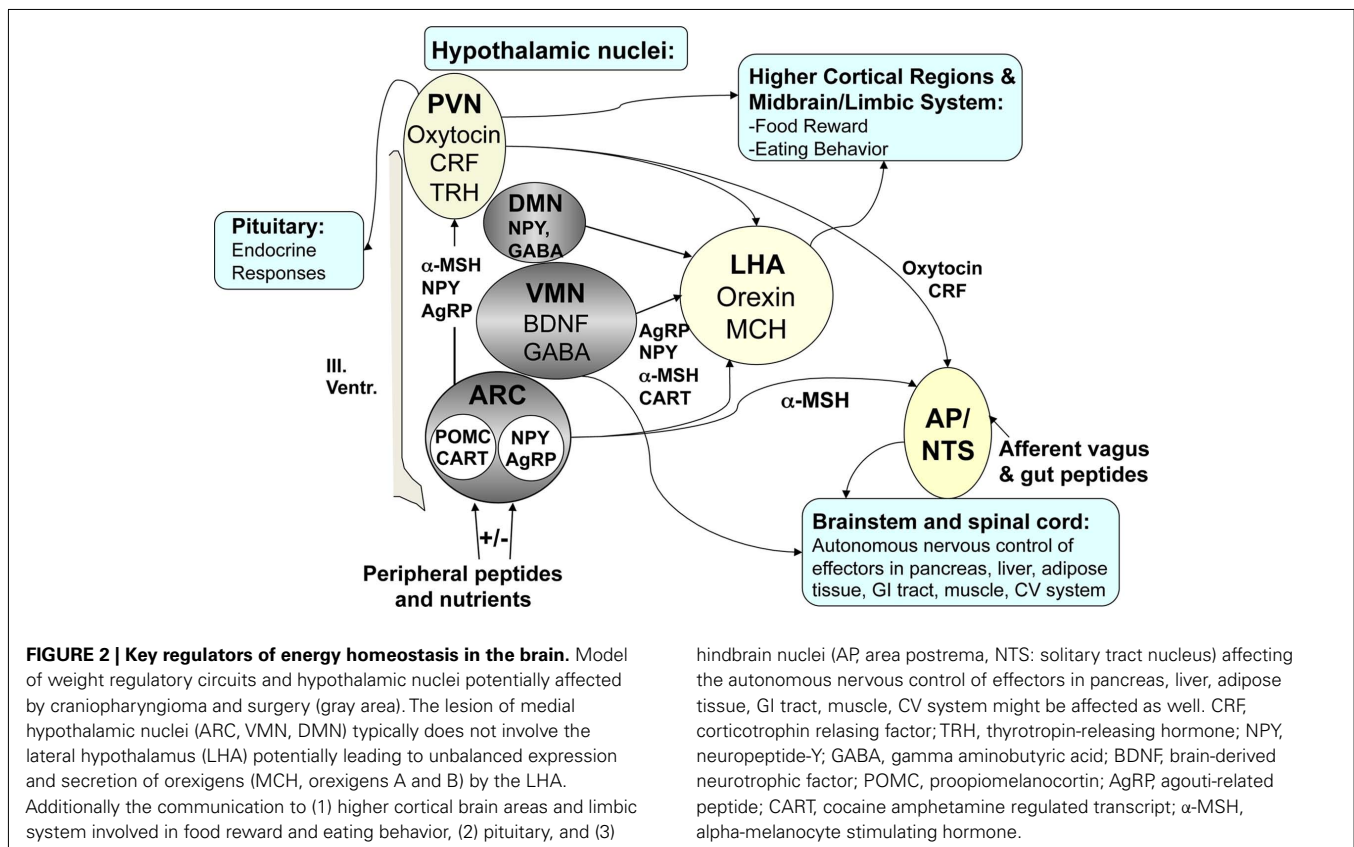 Hypothalamic nuclei:
PVN
Oxytocin
CRF
TRH
Higher Cortical Regions &
Midbrain/Limbic System:
-Food Reward
-Eating Behavior
Pituitary:
Endocrine
Responses
DMN
NPY,
GABA
α-MSH
NPY
AgRP
VMN
BDNF
GABA
LHA
Orexin
MCH
Oxytocin
CRF
AgRP
NPY
α-MSH
CART
III.
Ventr.
ARC
POMC
CART
NPY
AgRP
α-MSH
AP/
NTS
Afferent vagus
& gut peptides
+/-
Peripheral peptides
and nutrients
Brainstem and spinal cord:
Autonomous nervous control of
effectors in pancreas, liver, adipose
tissue, GI tract, muscle, CV system
FIGURE 2 | Key regulators of energy homeostasis in the brain. Model
of weight regulatory circuits and hypothalamic nuclei potentially affected
by craniopharyngioma and surgery (gray area). The lesion of medial
hypothalamic nuclei (ARC, VMN, DMN) typically does not involve the
lateral hypothalamus (LHA) potentially leading to unbalanced expression
and secretion of orexigens (MCH, orexigens A and B) by the LHA.
Additionally the communication to (1) higher cortical brain areas and limbic
system involved in food reward and eating behavior, (2) pituitary, and (3)
hindbrain nuclei (AP, area postrema, NTS: solitary tract nucleus) affecting
the autonomous nervous control of effectors in pancreas, liver, adipose
tissue, GI tract, muscle, CV system might be affected as well. CRF,
corticotrophin relasing factor; TRH, thyrotropin-releasing hormone; NPY,
neuropeptide-Y; GABA, gamma aminobutyric acid; BDNF, brain-derived
neurotrophic factor; POMC, proopiomelanocortin; AgRP, agouti-related
peptide; CART, cocaine amphetamine regulated transcript; α-MSH,
alpha-melanocyte stimulating hormone.